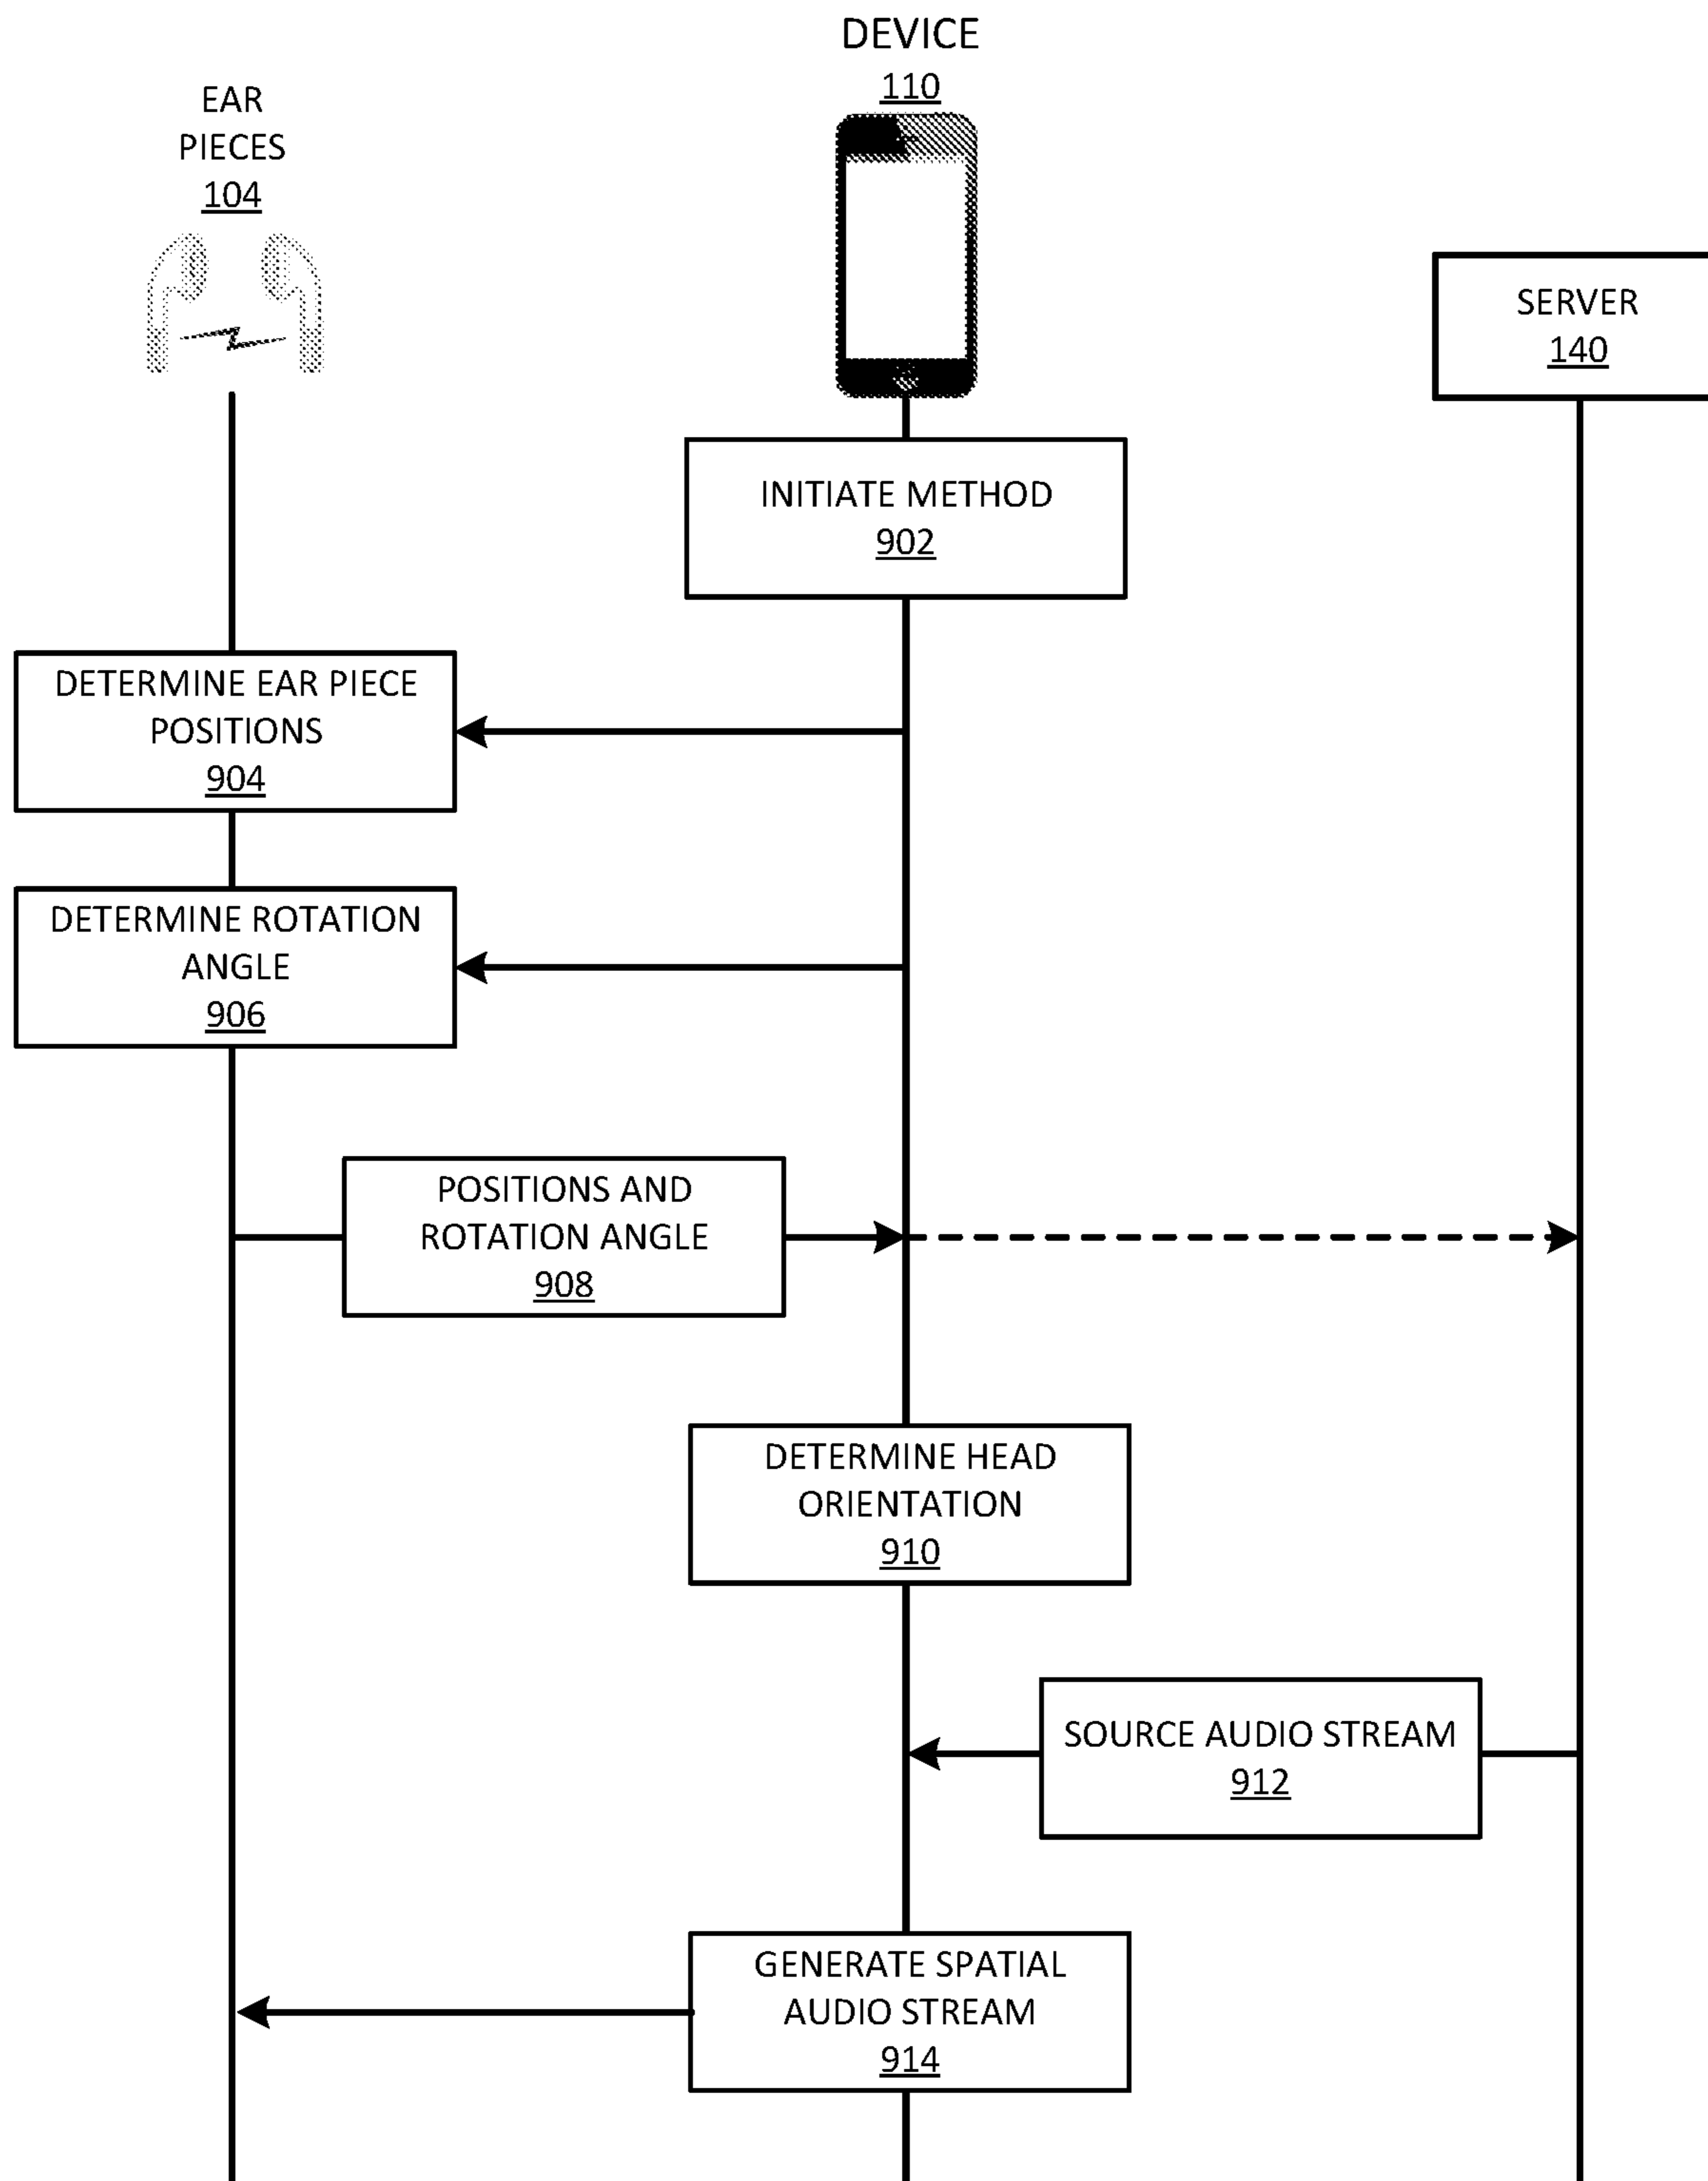 DEVICE
110
EAR
PIECES
104
SERVER
140
INITIATE METHOD
902
DETERMINE EAR PIECE
POSITIONS
904
DETERMINE ROTATION
ANGLE
906
POSITIONS AND
ROTATION ANGLE
908
DETERMINE HEAD
ORIENTATION
910
SOURCE AUDIO STREAM
912
GENERATE SPATIAL
AUDIO STREAM
914